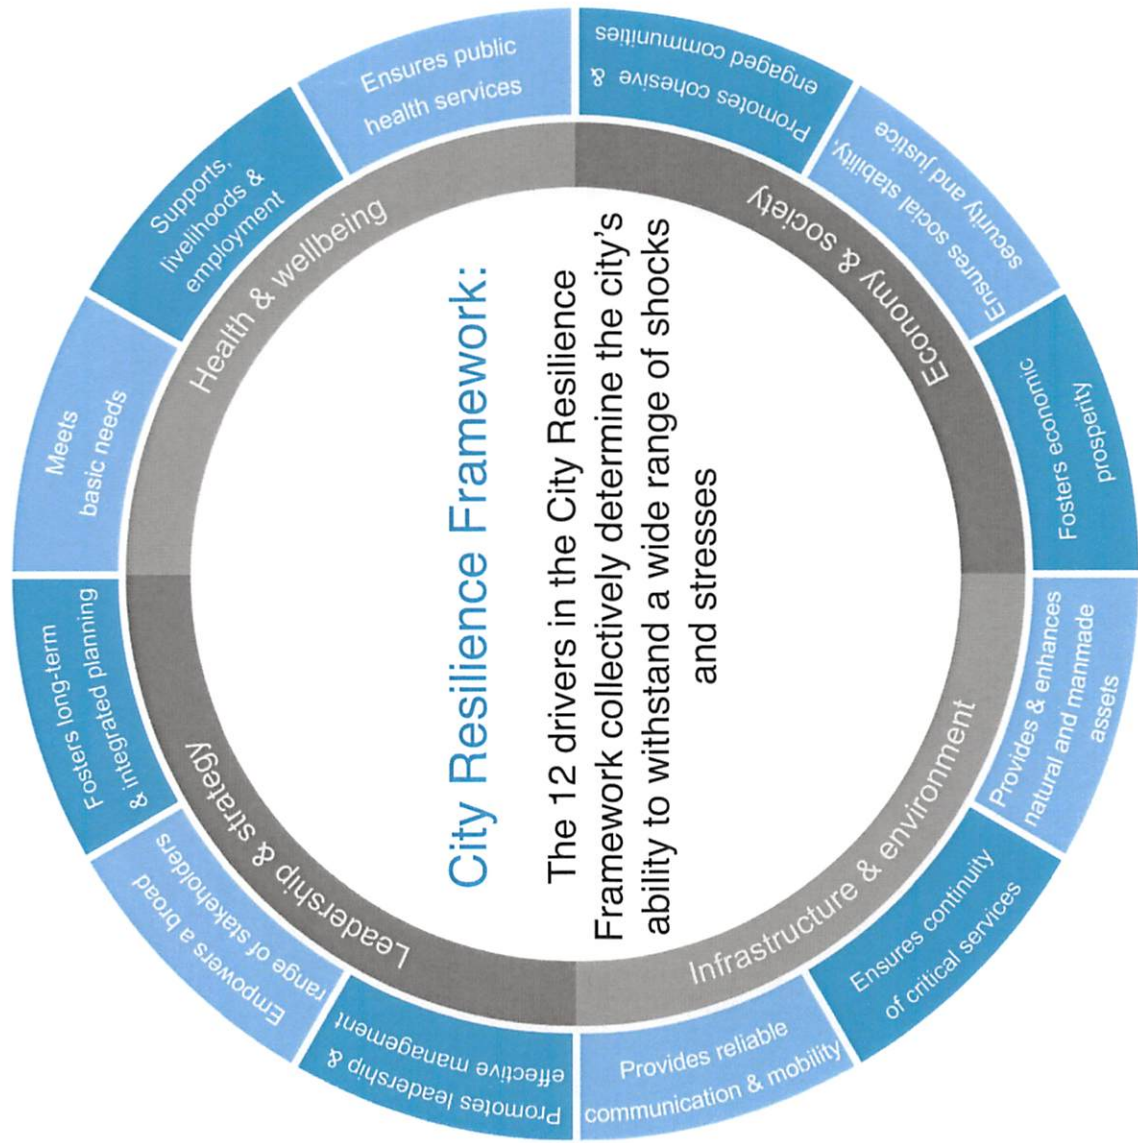 City Resilience Framework:
The 12 drivers in the City Resilience
Framework collectively determine the city's
ability to withstand a wide range of shocks
and stresses
Health & wellbeing
Meets
basic needs
Supports,
livelihoods &
employment
Ensures public
health services
Economy & society
Promotes cohesive &
engaged communities
Ensures social stability,
security and justice
Fosters economic
prosperity
Infrastructure & environment
Provides & enhances
natural and manmade
assets
Ensures continuity
of critical services
Provides reliable
communication & mobility
Leadership & strategy
Promotes leadership &
effective management
Empowers a broad
range of stakeholders
Fosters long-term
& integrated planning